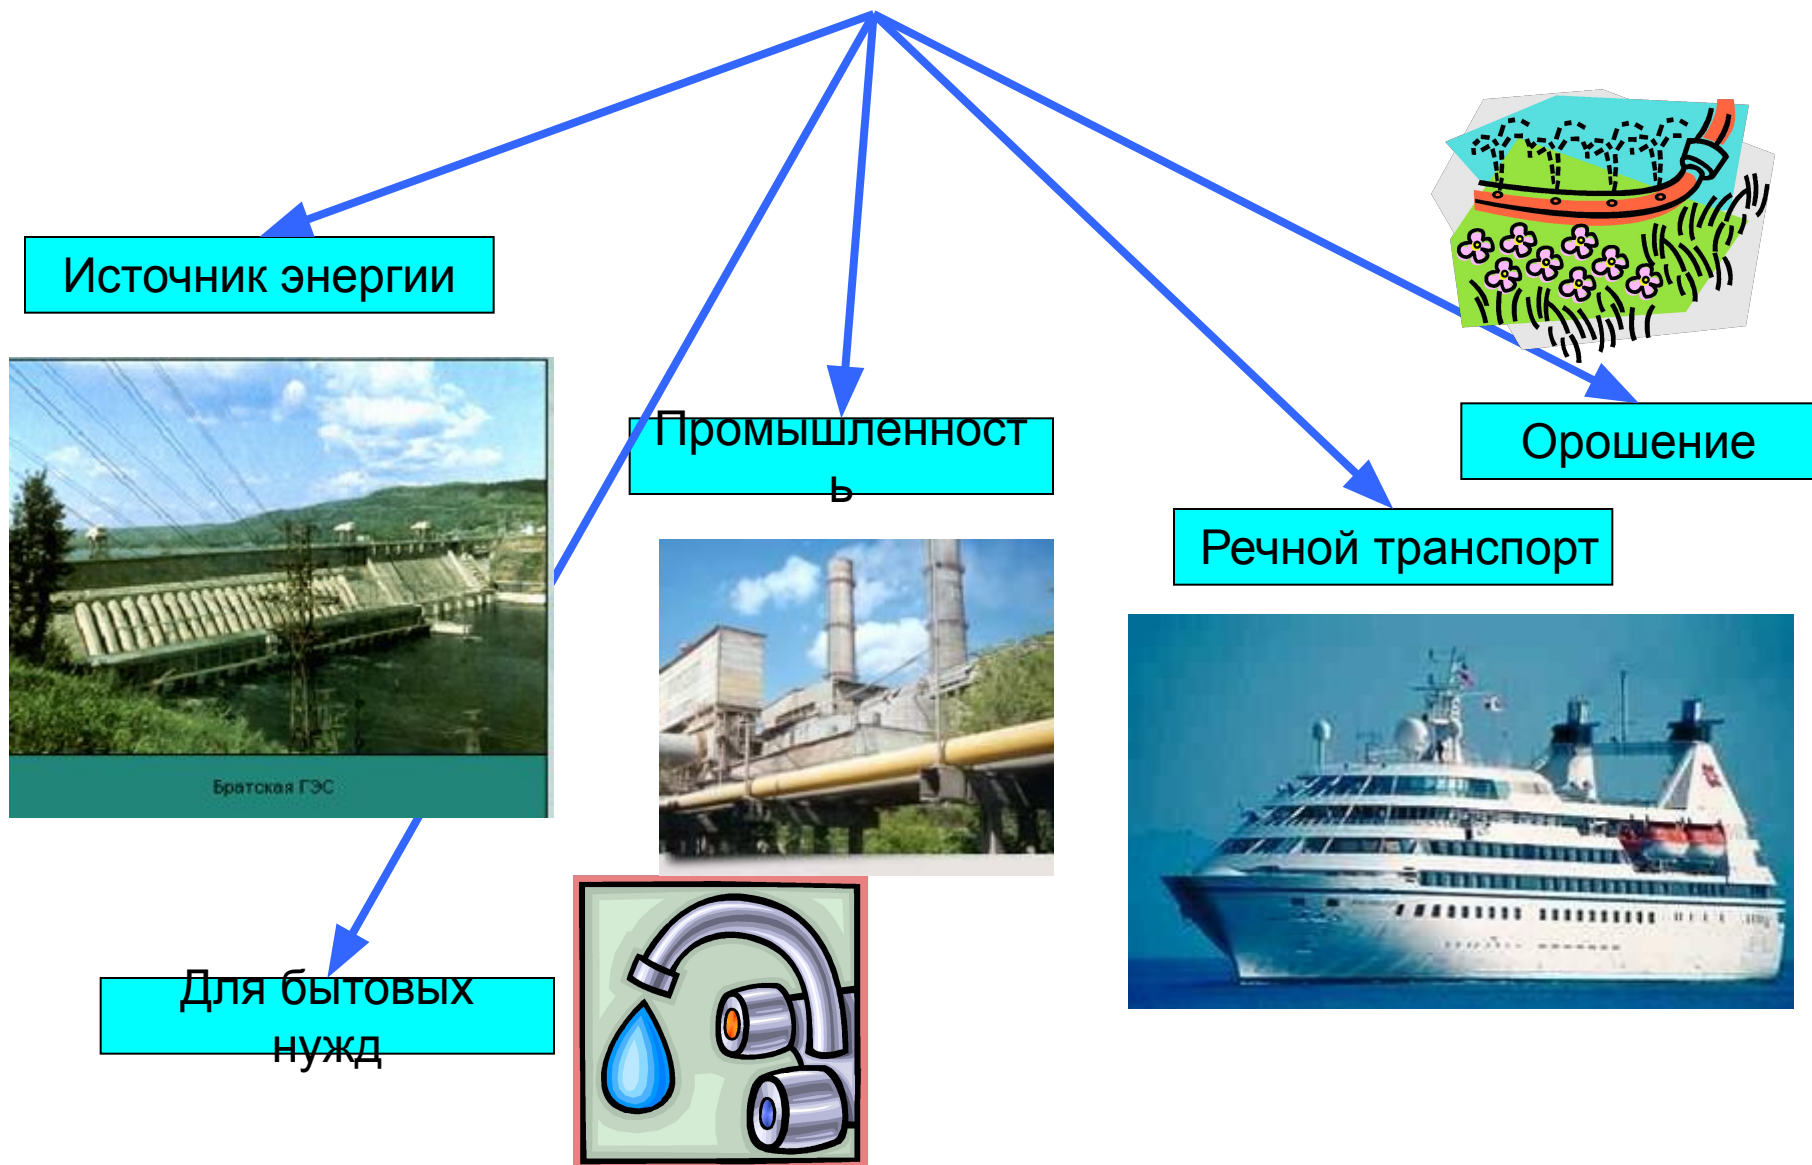 Источник энергии
Промышленност
ь
Орошение
Речной транспорт
Братская ГЭС
Для бытовых
нужд